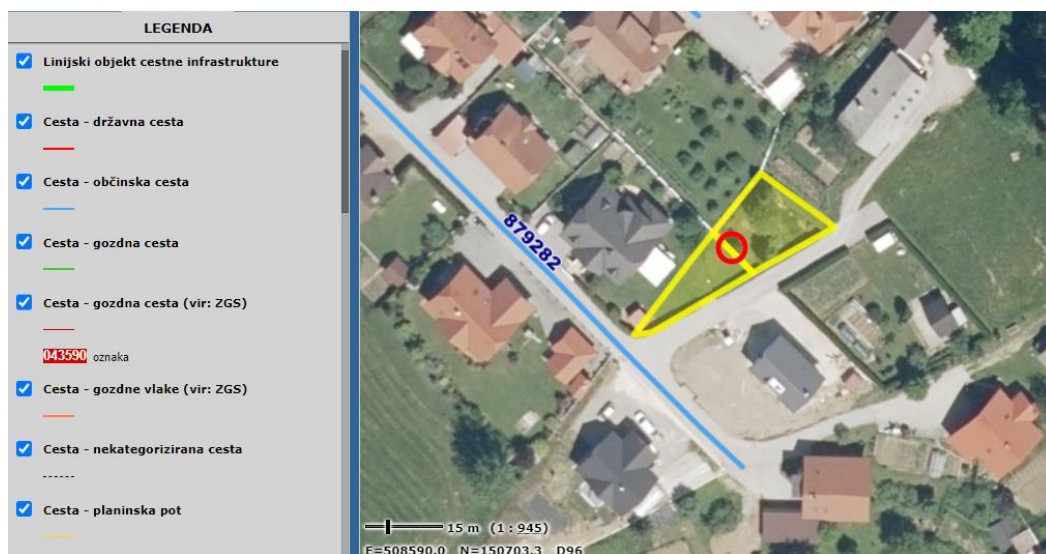 LEGENDA
Linijski objekt cestne infrastrukture
Cesta - državna cesta
Cesta - občinska cesta
Cesta - gozdna cesta
Cesta - gozdna cesta (vir: ZGS)
043590 oznaka
Cesta - gozdne vlake (vir: ZGS)
Cesta - nekategorizirana cesta
Cesta - planinska pot
879282
15 m (1 : 945)
E=508590.0 N=150703.3 D96